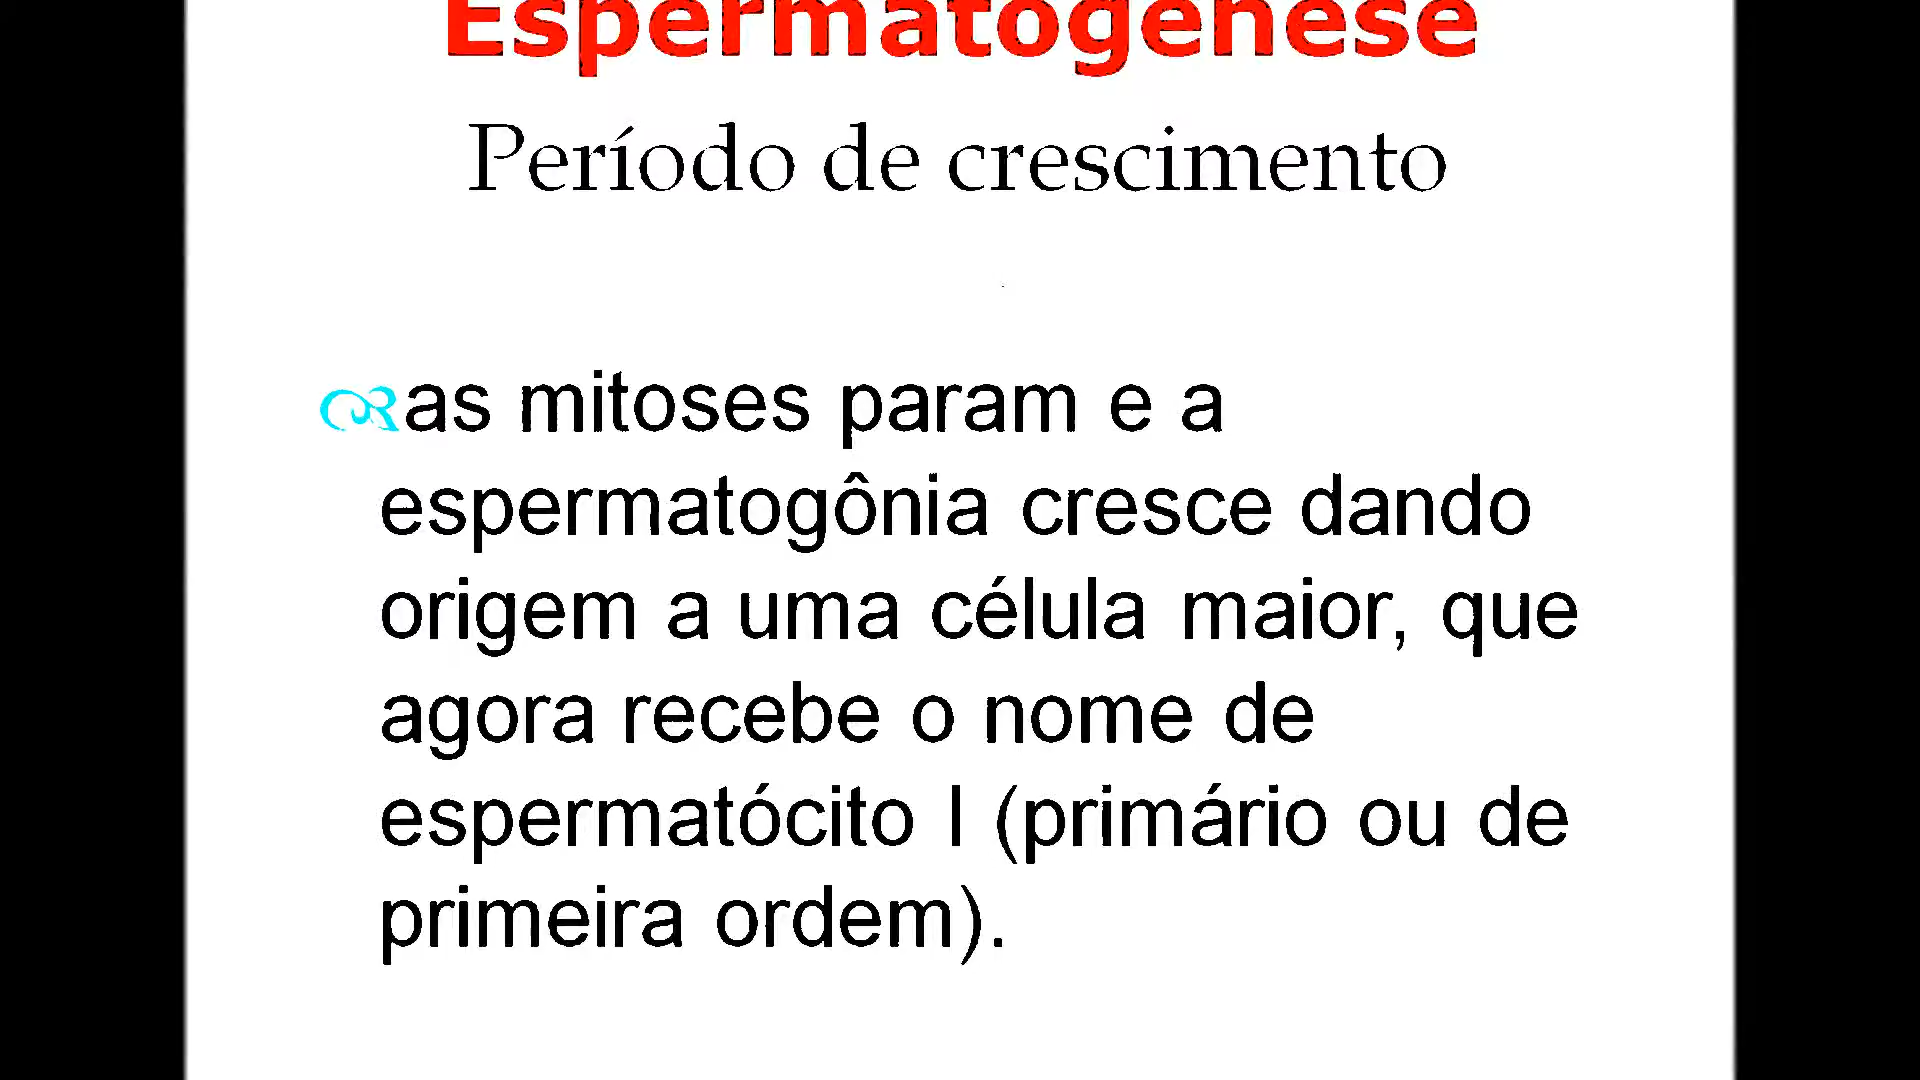 Espermatogênese
Período de crescimento
as mitoses param e a
espermatogônia cresce dando
origem a uma célula maior, que
agora recebe o nome de
espermatócito I (primário ou de
primeira ordem).